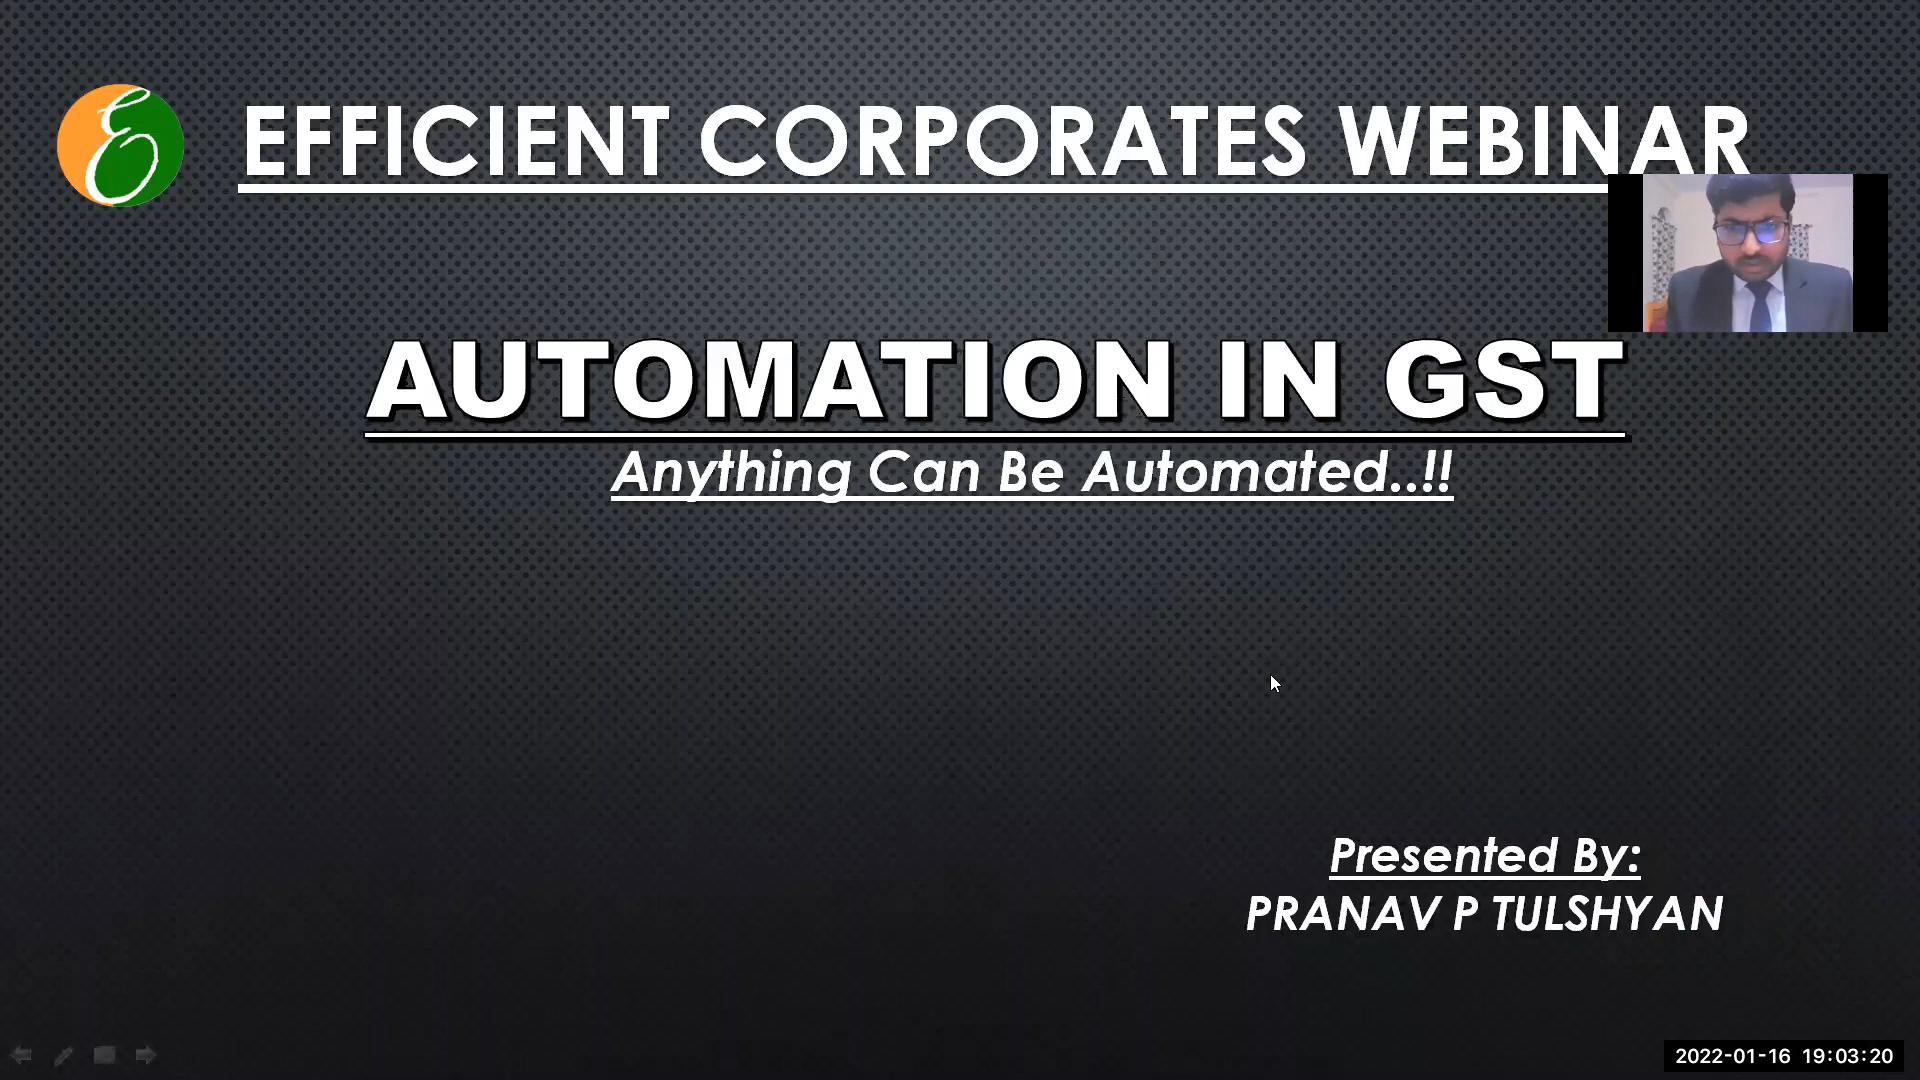 EFFICIENT CORPORATES WEBINAR
AUTOMATION IN GST
Anything Can Be Automated..!!
Presented By:
PRANAV P TULSHYAN
2022-01-16 19:03:20